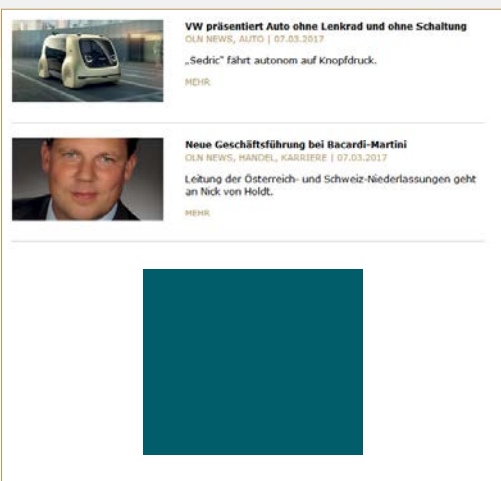 VW präsentiert Auto ohne Lenkrad und ohne Schaltung
OLN NEWS, AUTO | 07.03.2017
„Sedric" fährt autonom auf Knopfdruck.
MEHR
Neue Geschäftsführung bei Bacardi-Martini
OLN NEWS, HANDEL, KARRIERE | 07.03.2017
Leitung der Österreich- und Schweiz-Niederlassungen geht
an Nick von Holdt.
MEHR